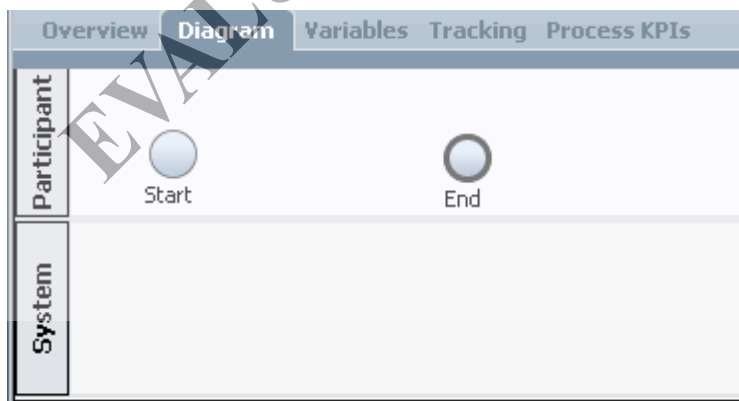 Overview Diagram Variables Tracking Process KPIs
Participant
Start
End
System